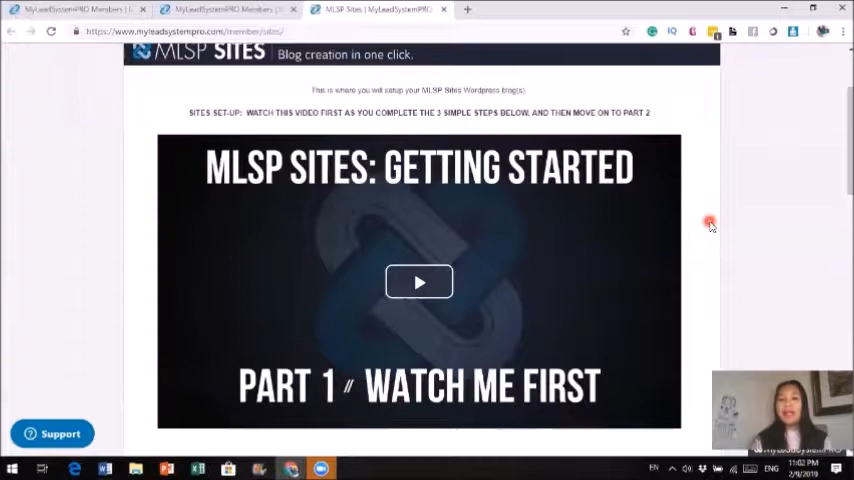 MyLeadSystemPRO Members |
MyLeadSystemPRO Members
MLSP Sites | MyLeadSystemPRO
https://www.myleadsystempro.com/member/sites/
MLSP SITES Blog creation in one click.
This is where you will setup your MLSP Sites Wordpress blog(s).
SITES SET-UP: WATCH THIS VIDEO FIRST AS YOU COMPLETE THE 3 SIMPLE STEPS BELOW, AND THEN MOVE ON TO PART 2
MLSP SITES: GETTING STARTED
PART 1 // WATCH ME FIRST
Support
EN
ENG
11:02 PM
2/9/2019